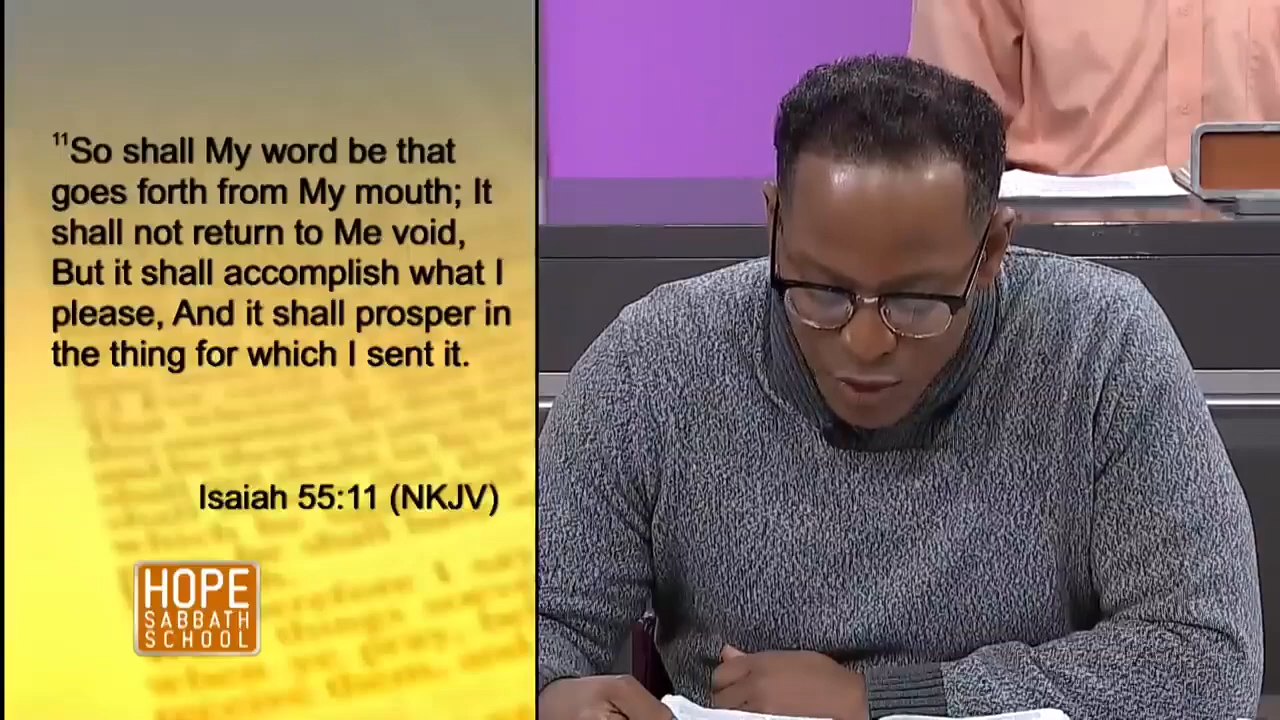 11So shall My word be that
goes forth from My mouth; It
shall not return to Me void,
But it shall accomplish what I
please, And it shall prosper in
the thing for which I sent it.
Isaiah 55:11 (NKJV)
HOPE
SABBATH
SCHOOL